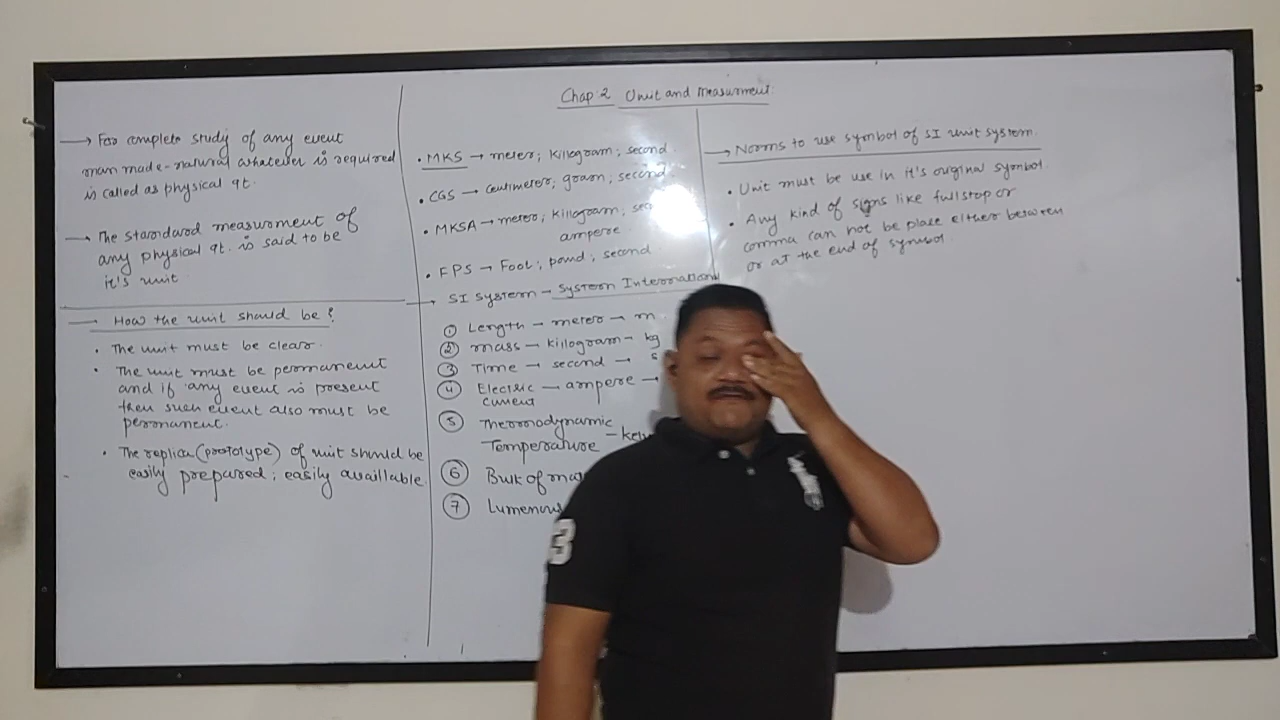 Chap 2 Unit and Measurment
→ For complete study of any event
man made-natural whatever is required
is called as physical qt.
→ The standard measurment of
any physical qt. is said to be
it's unit
→ How the unit should be?
• The unit must be clear.
• The unit must be permanent
and if any event is present
then such event also must be
permanent.
• The replica (prototype) of unit should be
easily prepared; easily availlable
• MKS → meter; killogram; second
• CGS → Centimeter; gram; second.
• MKSA → meter; killogram;
ampere
• FPS → Foot; pound; second
→ SI System – System International
① Length – meter – m
② mass – killogram – kg
③ Time – second → s
④ Electric – ampere →
current
⑤ Thermodynamic
Temperature –
⑥ Bulk of
⑦
→ Norms to use symbol of SI unit system.
• Unit must be use in it's original symbol.
• Any kind of signs like fullstop or
comma can not be place either between
or at the end of symbol
3